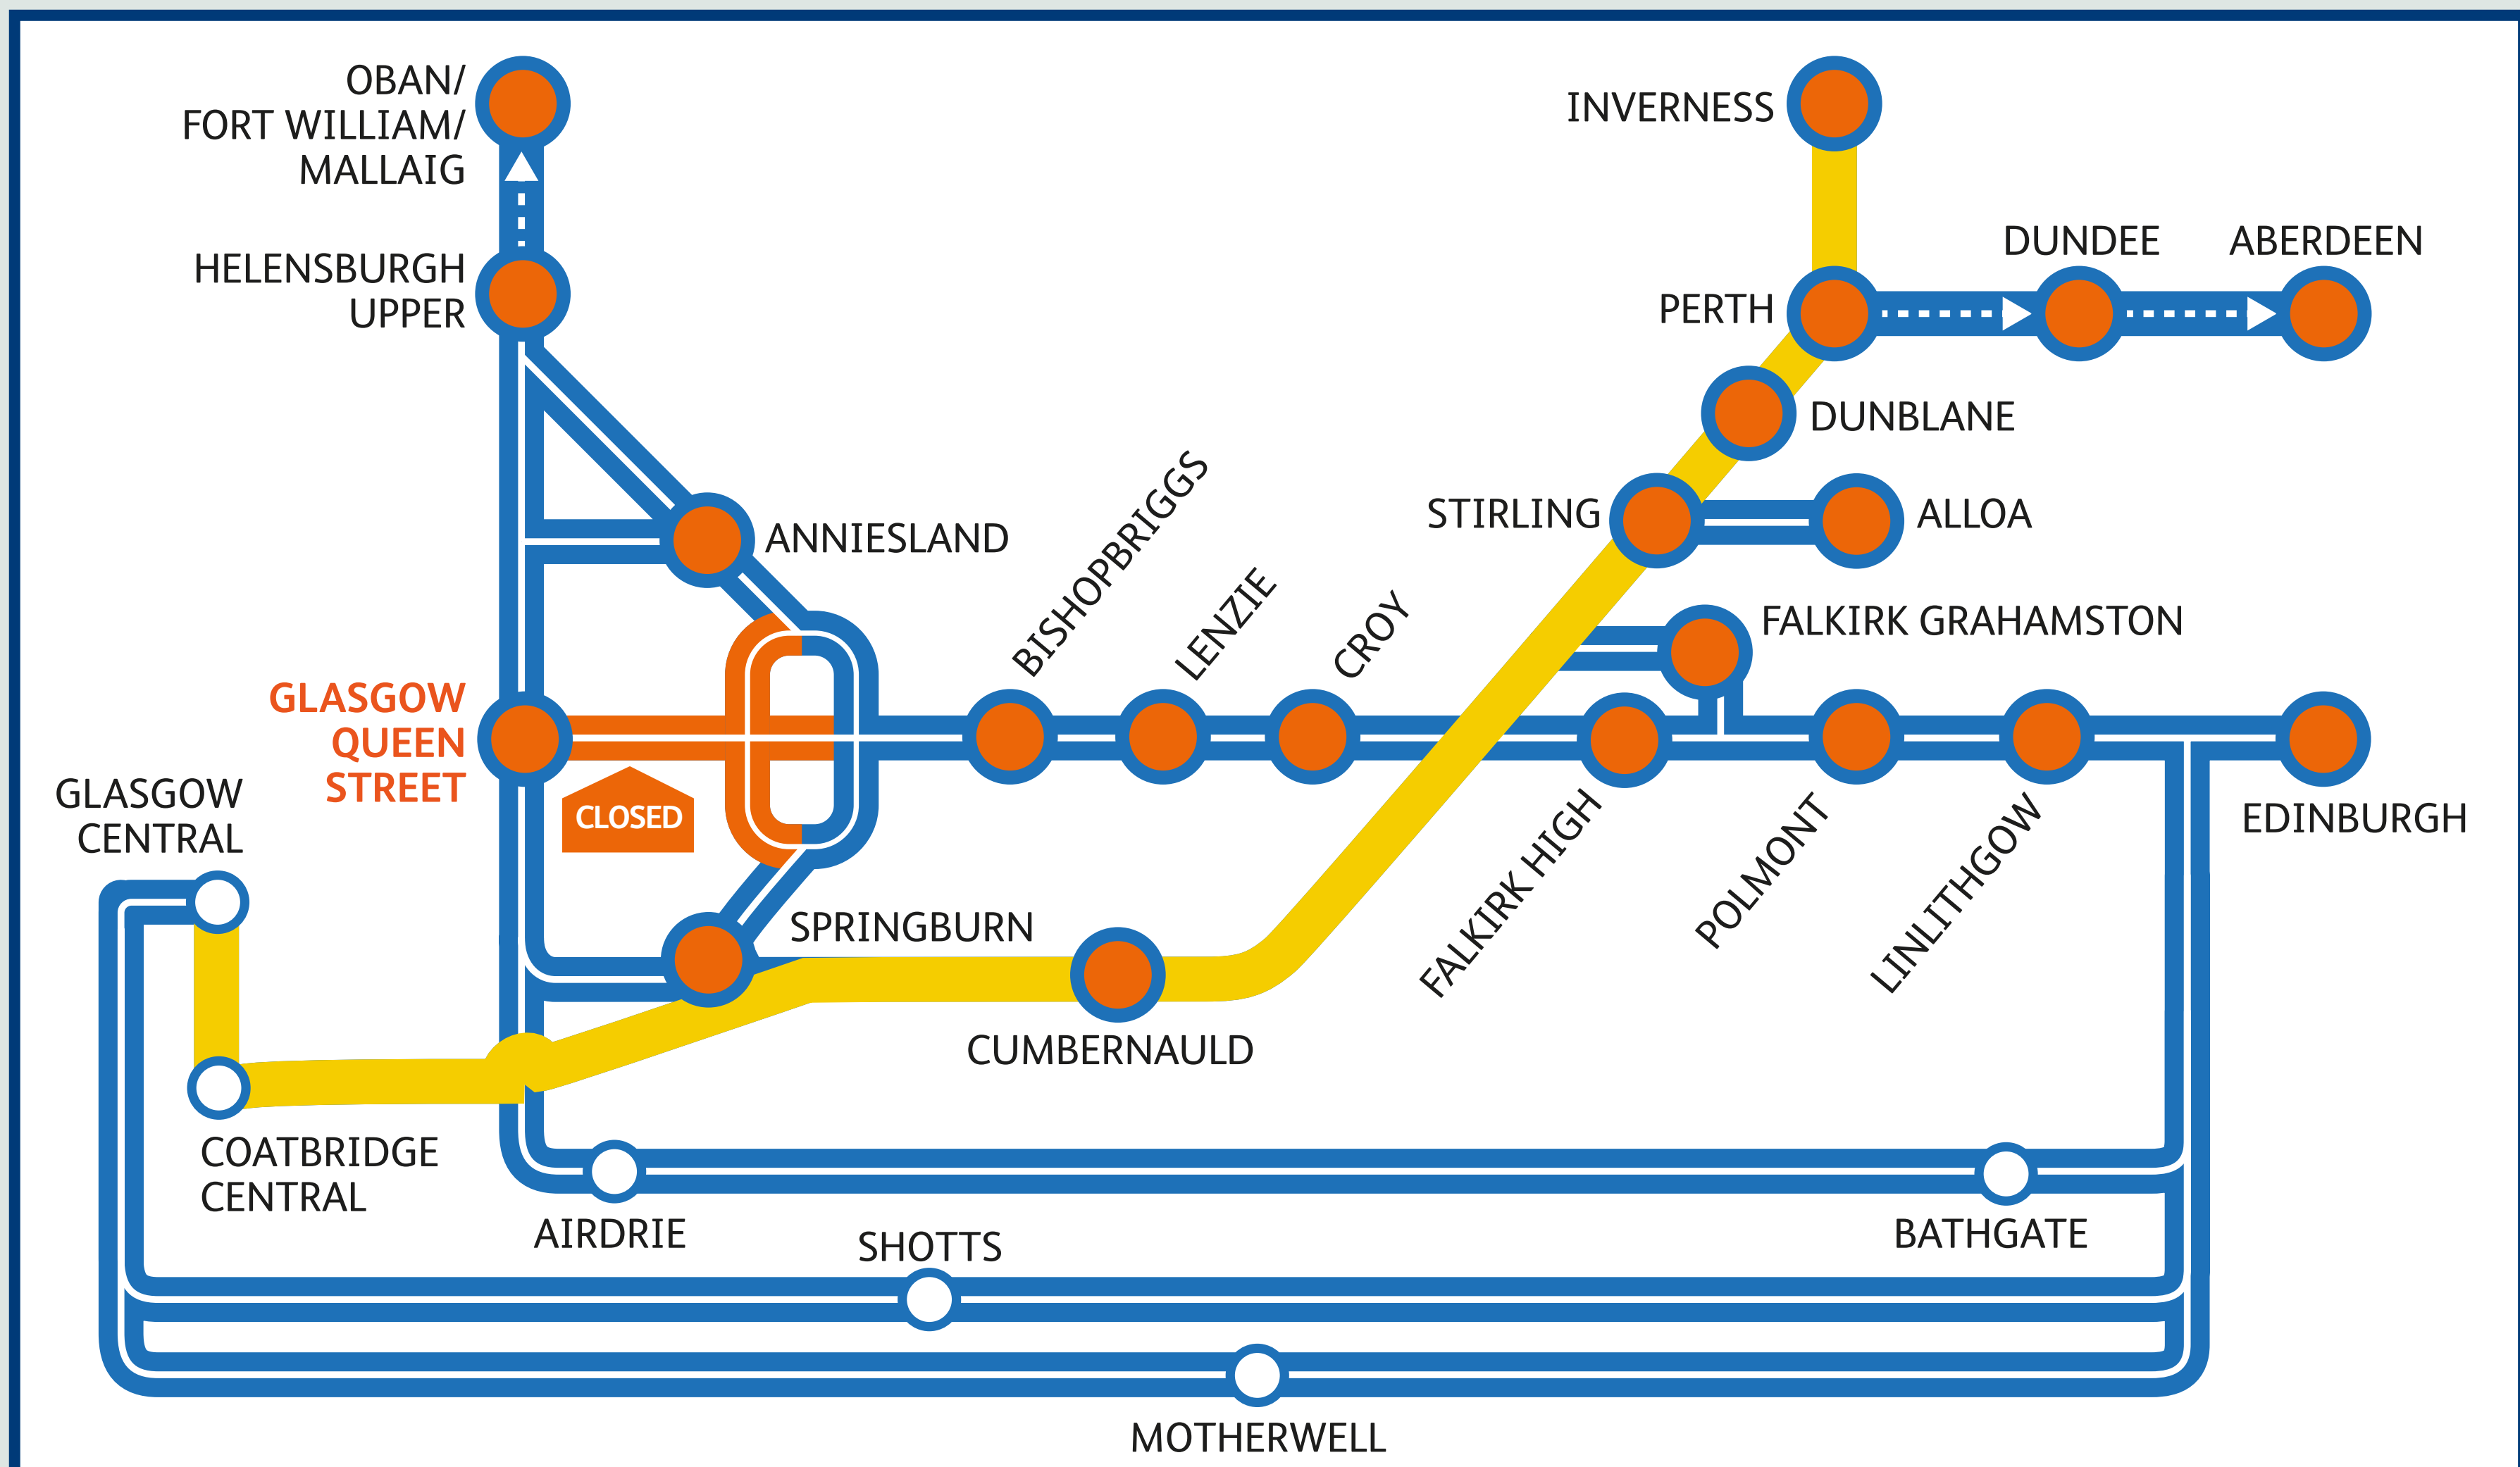 OBAN/
FORT WILLIAM/
MALLAIG
INVERNESS
HELENSBURGH
UPPER
DUNDEE
ABERDEEN
PERTH
DUNBLANE
ANNIESLAND
BISHOPBRIGGS
LENZIE
CROY
STIRLING
ALLOA
FALKIRK GRAHAMSTON
GLASGOW
QUEEN
STREET
CLOSED
GLASGOW
CENTRAL
SPRINGBURN
CUMBERNAULD
FALKIRK HIGH
POLMONT
LINLITHGOW
EDINBURGH
COATBRIDGE
CENTRAL
AIRDRIE
SHOTTS
BATHGATE
MOTHERWELL